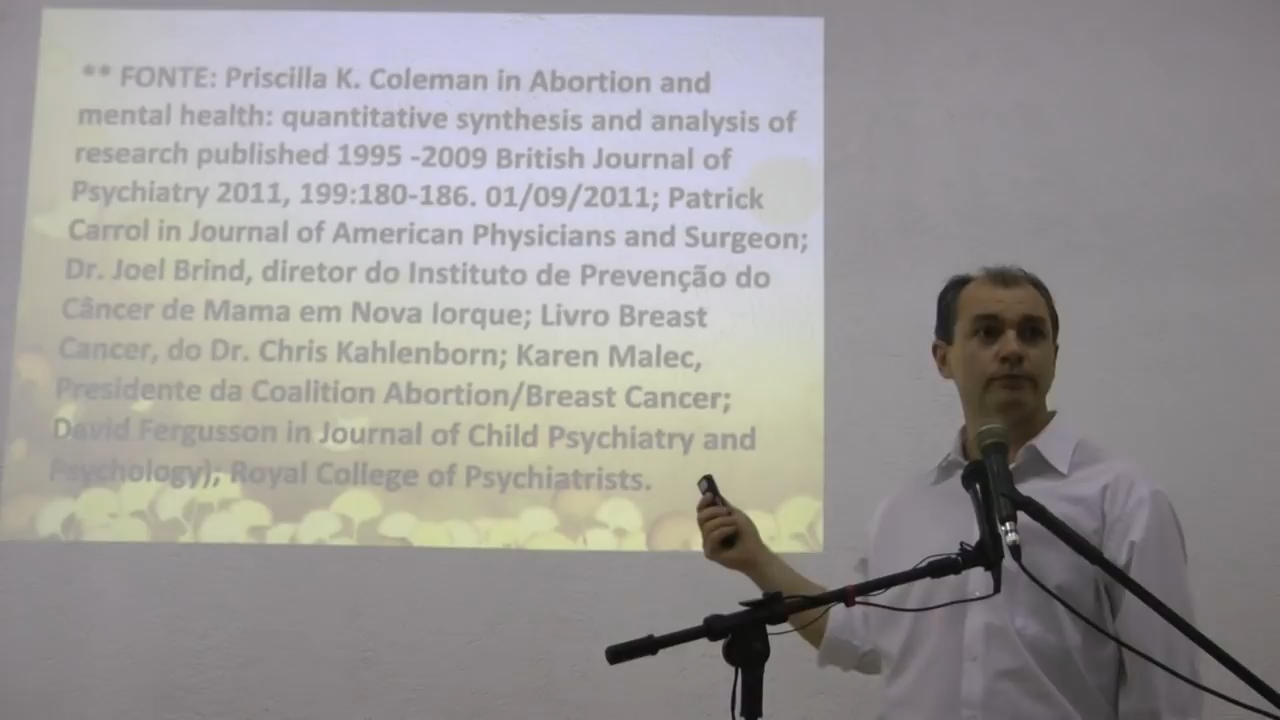 ** FONTE: Priscilla K. Coleman in Abortion and
mental health: quantitative synthesis and analysis of
research published 1995 -2009 British Journal of
Psychiatry 2011, 199:180-186. 01/09/2011; Patrick
Carrol in Journal of American Physicians and Surgeon;
Dr. Joel Brind, diretor do Instituto de Prevenção do
Câncer de Mama em Nova Iorque; Livro Breast
Cancer, do Dr. Chris Kahlenborn; Karen Malec,
Presidente da Coalition Abortion/Breast Cancer;
David Fergusson in Journal of Child Psychiatry and
Psychology); Royal College of Psychiatrists.